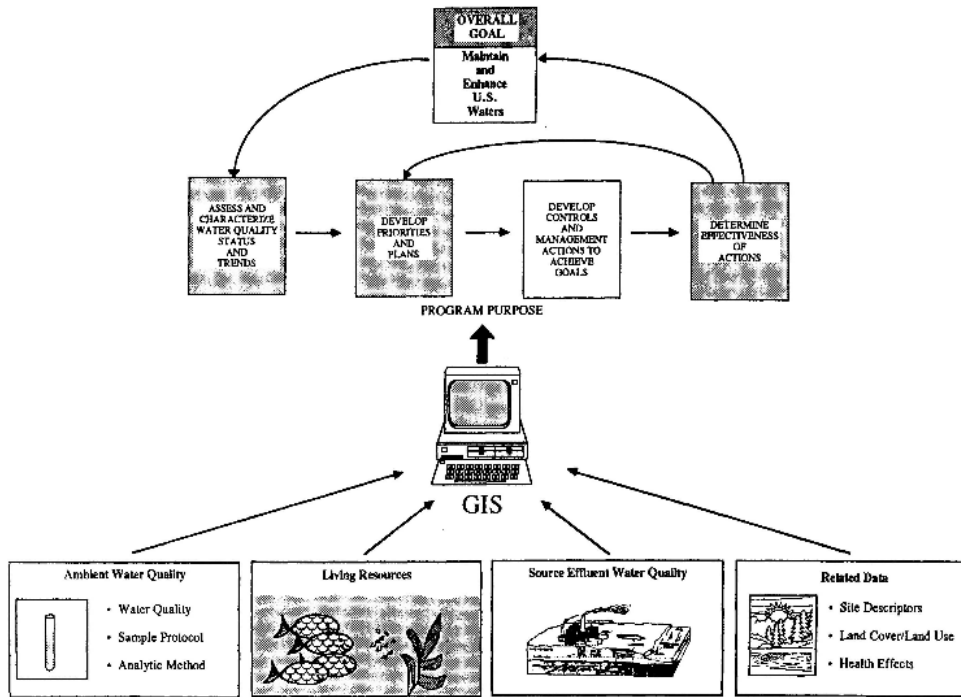 OVERALL
GOAL
Maintain
and
Enhance
U.S.
Waters
ASSESS AND
CHARACTERIZE
WATER QUALITY
STATUS
AND
TRENDS
DEVELOP
PRIORITIES
AND
PLANS
DEVELOP
CONTROLS
AND
MANAGEMENT
ACTIONS TO
ACHIEVE
GOALS
DETERMINE
EFFECTIVENESS
OF
ACTIONS
PROGRAM PURPOSE
GIS
Ambient Water Quality
• Water Quality
• Sample Protocol
• Analytic Method
Living Resources
Source Effluent Water Quality
Related Data
• Site Descriptors
• Land Cover/Land Use
• Health Effects